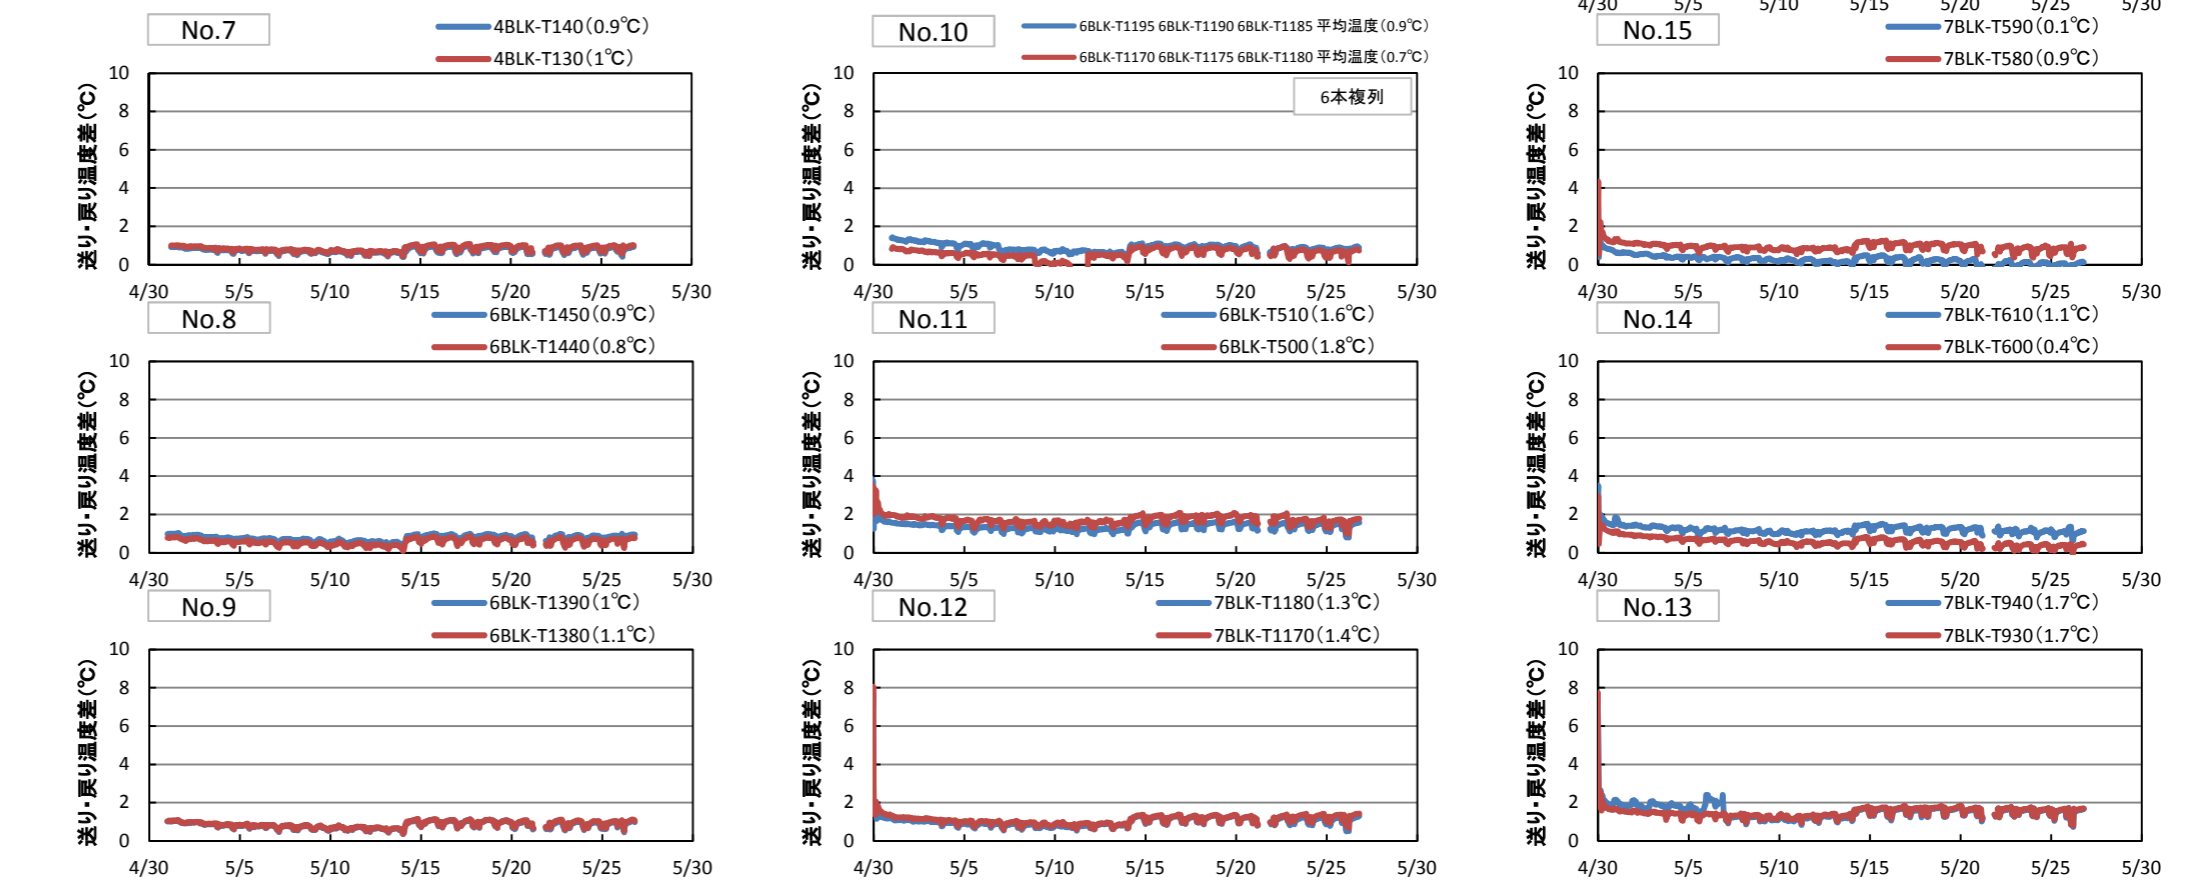 4/30 5/5 5/10 5/15 5/20 5/25 5/30
No.7
4BLK-T140(0.9℃)
4BLK-T130(1℃)
送り・戻り温度差(℃)
10
8
6
4
2
0
4/30 5/5 5/10 5/15 5/20 5/25 5/30
No.10
6BLK-T1195 6BLK-T1190 6BLK-T1185 平均温度(0.9℃)
6BLK-T1170 6BLK-T1175 6BLK-T1180 平均温度(0.7℃)
6本複列
送り・戻り温度差(℃)
10
8
6
4
2
0
4/30 5/5 5/10 5/15 5/20 5/25 5/30
No.15
7BLK-T590(0.1℃)
7BLK-T580(0.9℃)
送り・戻り温度差(℃)
10
8
6
4
2
0
4/30 5/5 5/10 5/15 5/20 5/25 5/30
No.8
6BLK-T1450(0.9℃)
6BLK-T1440(0.8℃)
送り・戻り温度差(℃)
10
8
6
4
2
0
4/30 5/5 5/10 5/15 5/20 5/25 5/30
No.11
6BLK-T510(1.6℃)
6BLK-T500(1.8℃)
送り・戻り温度差(℃)
10
8
6
4
2
0
4/30 5/5 5/10 5/15 5/20 5/25 5/30
No.14
7BLK-T610(1.1℃)
7BLK-T600(0.4℃)
送り・戻り温度差(℃)
10
8
6
4
2
0
4/30 5/5 5/10 5/15 5/20 5/25 5/30
No.9
6BLK-T1390(1℃)
6BLK-T1380(1.1℃)
送り・戻り温度差(℃)
10
8
6
4
2
0
4/30 5/5 5/10 5/15 5/20 5/25 5/30
No.12
7BLK-T1180(1.3℃)
7BLK-T1170(1.4℃)
送り・戻り温度差(℃)
10
8
6
4
2
0
4/30 5/5 5/10 5/15 5/20 5/25 5/30
No.13
7BLK-T940(1.7℃)
7BLK-T930(1.7℃)
送り・戻り温度差(℃)
10
8
6
4
2
0
4/30 5/5 5/10 5/15 5/20 5/25 5/30